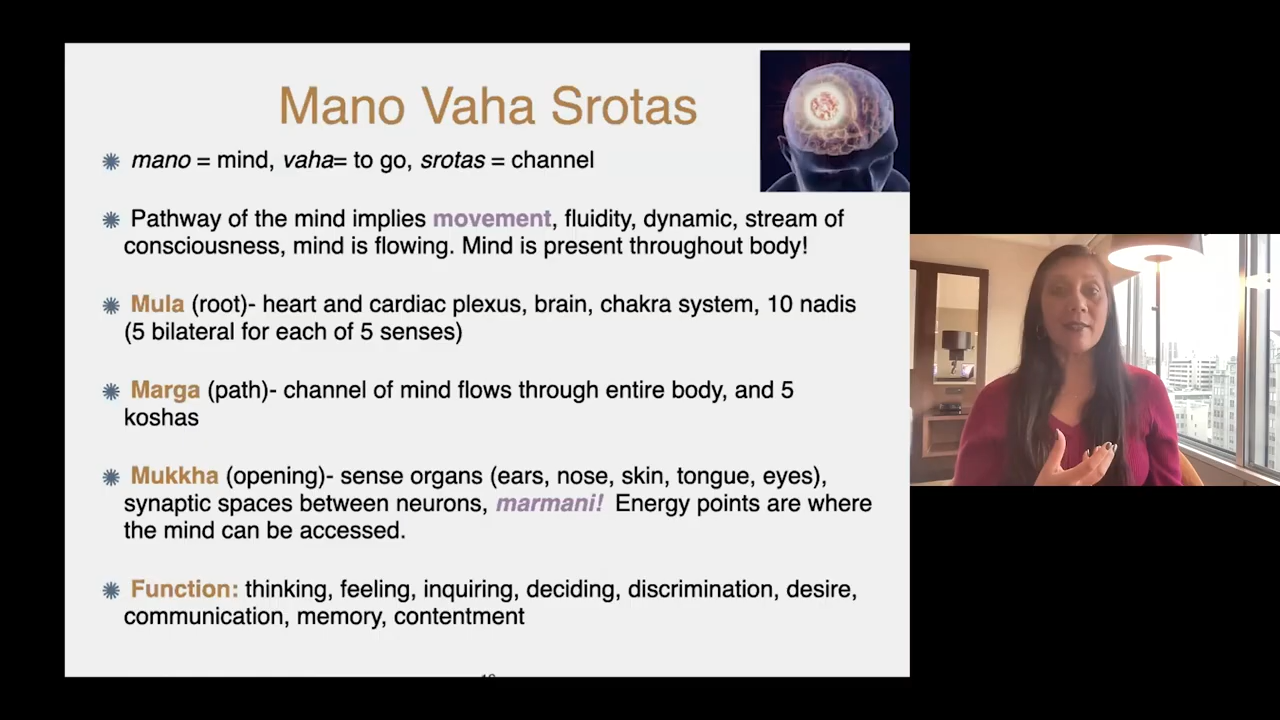 Mano Vaha Srotas
mano = mind, vaha= to go, srotas = channel
Pathway of the mind implies movement, fluidity, dynamic, stream of
consciousness, mind is flowing. Mind is present throughout body!
Mula (root)- heart and cardiac plexus, brain, chakra system, 10 nadis
(5 bilateral for each of 5 senses)
Marga (path)- channel of mind flows through entire body, and 5
koshas
Mukkha (opening)- sense organs (ears, nose, skin, tongue, eyes),
synaptic spaces between neurons, marmani! Energy points are where
the mind can be accessed.
Function: thinking, feeling, inquiring, deciding, discrimination, desire,
communication, memory, contentment